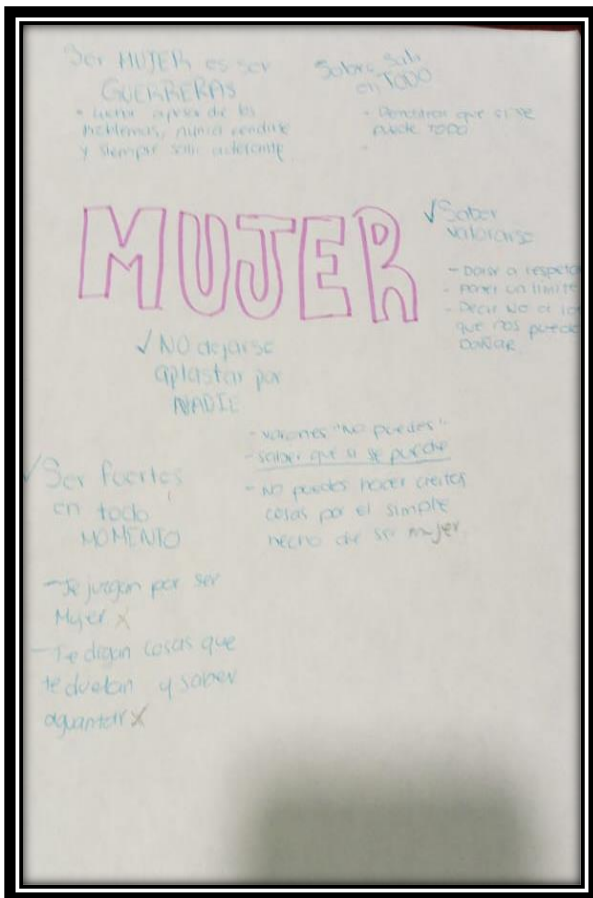 Ser MUJER es ser
GUERRERAS
- Luchar apesar de los
problemas, nunca rendirse
y siempre salir adelante
Sobre Salir
en TODO
- Demostrar que si se
puede TODO
MUJER
✓ Saber
valorarse
- Darse a respetar
- Poner un limite
- Decir No a lo
que nos puede
DAÑAR
✓ NO dejarse
aplastar por
NADIE
- varones "No puedes"
- saber que si se puede
- No puedes hacer ciertas
cosas por el simple
hecho de ser mujer
✓ Ser fuertes
en todo
MOMENTO
- Te juzgan por ser
Mujer X
- Te digan cosas que
te duelan y saber
aguantar X